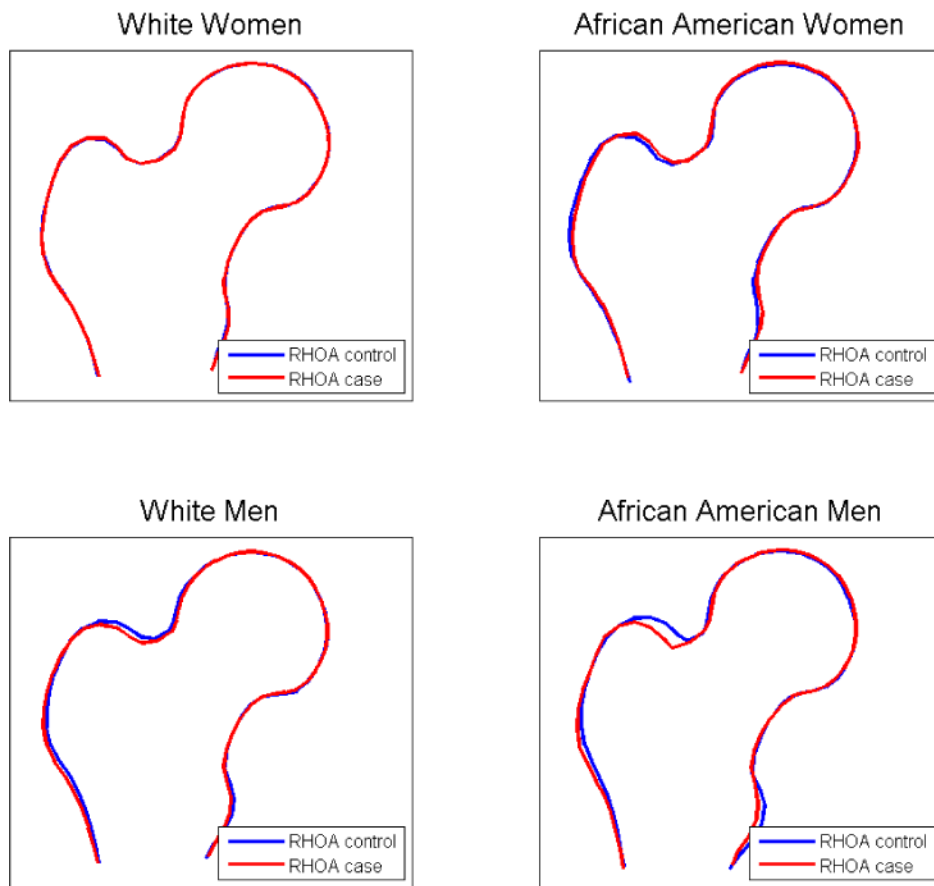 White Women
African American Women
RHOA control
RHOA case
RHOA control
RHOA case
White Men
African American Men
RHOA control
RHOA case
RHOA control
RHOA case